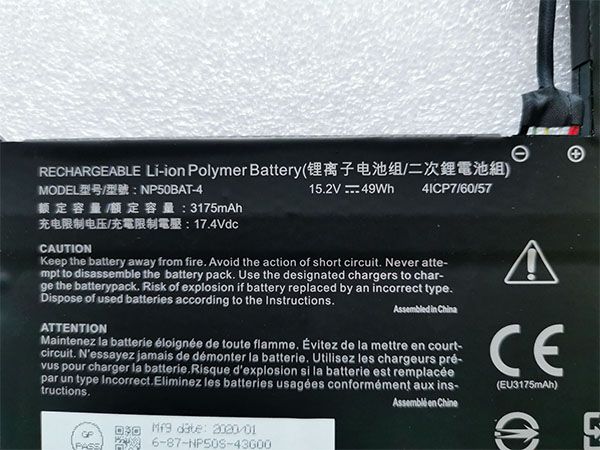 RECHARGEABLE Li-ion Polymer Battery(锂离子电池组/二次鋰電池組)
MODEL型号/型號: NP50BAT-4 15.2V ⎓ 49Wh 4ICP7/60/57
額定容量/额定容量: 3175mAh
充电限制电压/充電限制電壓: 17.4Vdc
⊖ ⊕
CAUTION
Keep the battery away from fire. Avoid the action of short circuit. Never atte-
mpt to disassemble the battery pack. Use the designated chargers to char-
ge the batterypack. Risk of explosion if battery replaced by an incorrect type.
Dispose of used batteries according to the Instructions.
Assembled in China
ATTENTION
Maintenez la batterie éloignée de toute flamme. Évitez de la mettre en court-
circuit. N'essayez jamais de démonter la batterie. Utilisez les chargeurs pré-
vus pour charger la batterie.Risque d'explosion si la batterie est remplacée
par un type Incorrect.Eliminez les batteries usagées conformément aux ins-
tructions.
Assemblé en China
CE
(EU3175mAh)
GP
PASS
Mfg date: 2020/01
6-87-NP50S-43G00